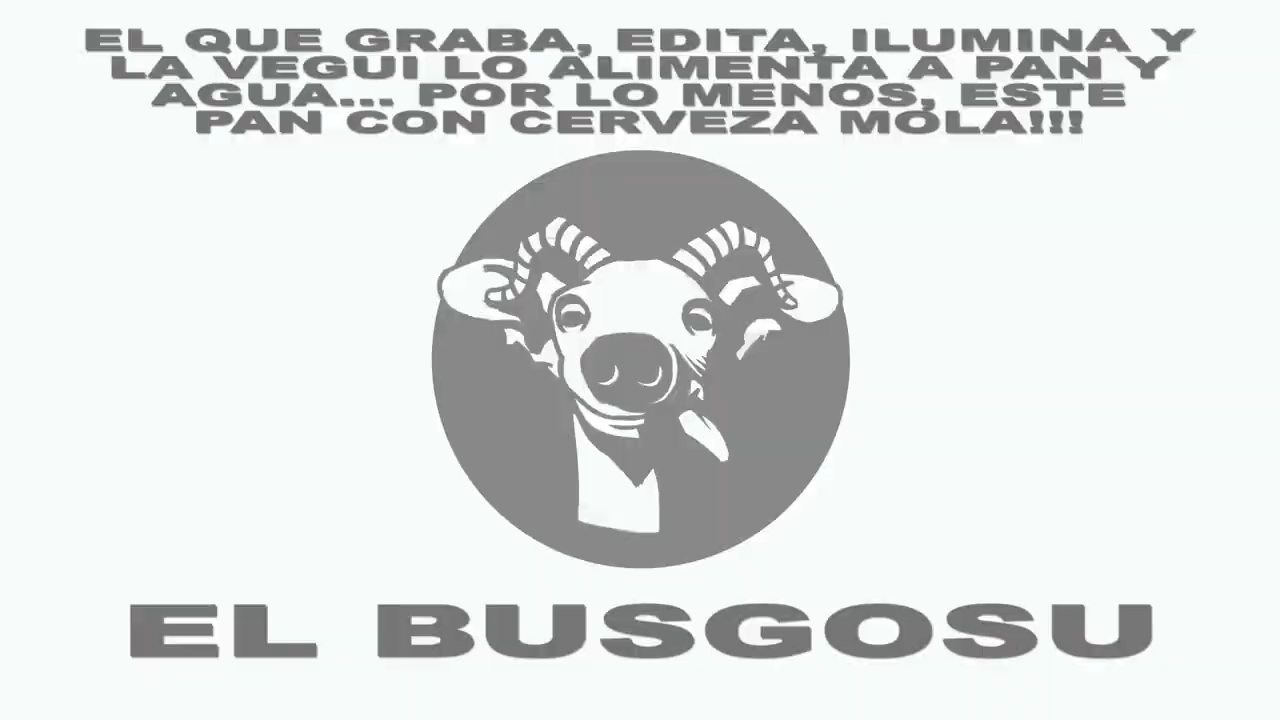 EL QUE GRABA, EDITA, ILUMINA Y
LA VEGUI LO ALIMENTA A PAN Y
AGUA... POR LO MENOS, ESTE
PAN CON CERVEZA MOLA!!!
EL BUSGOSU